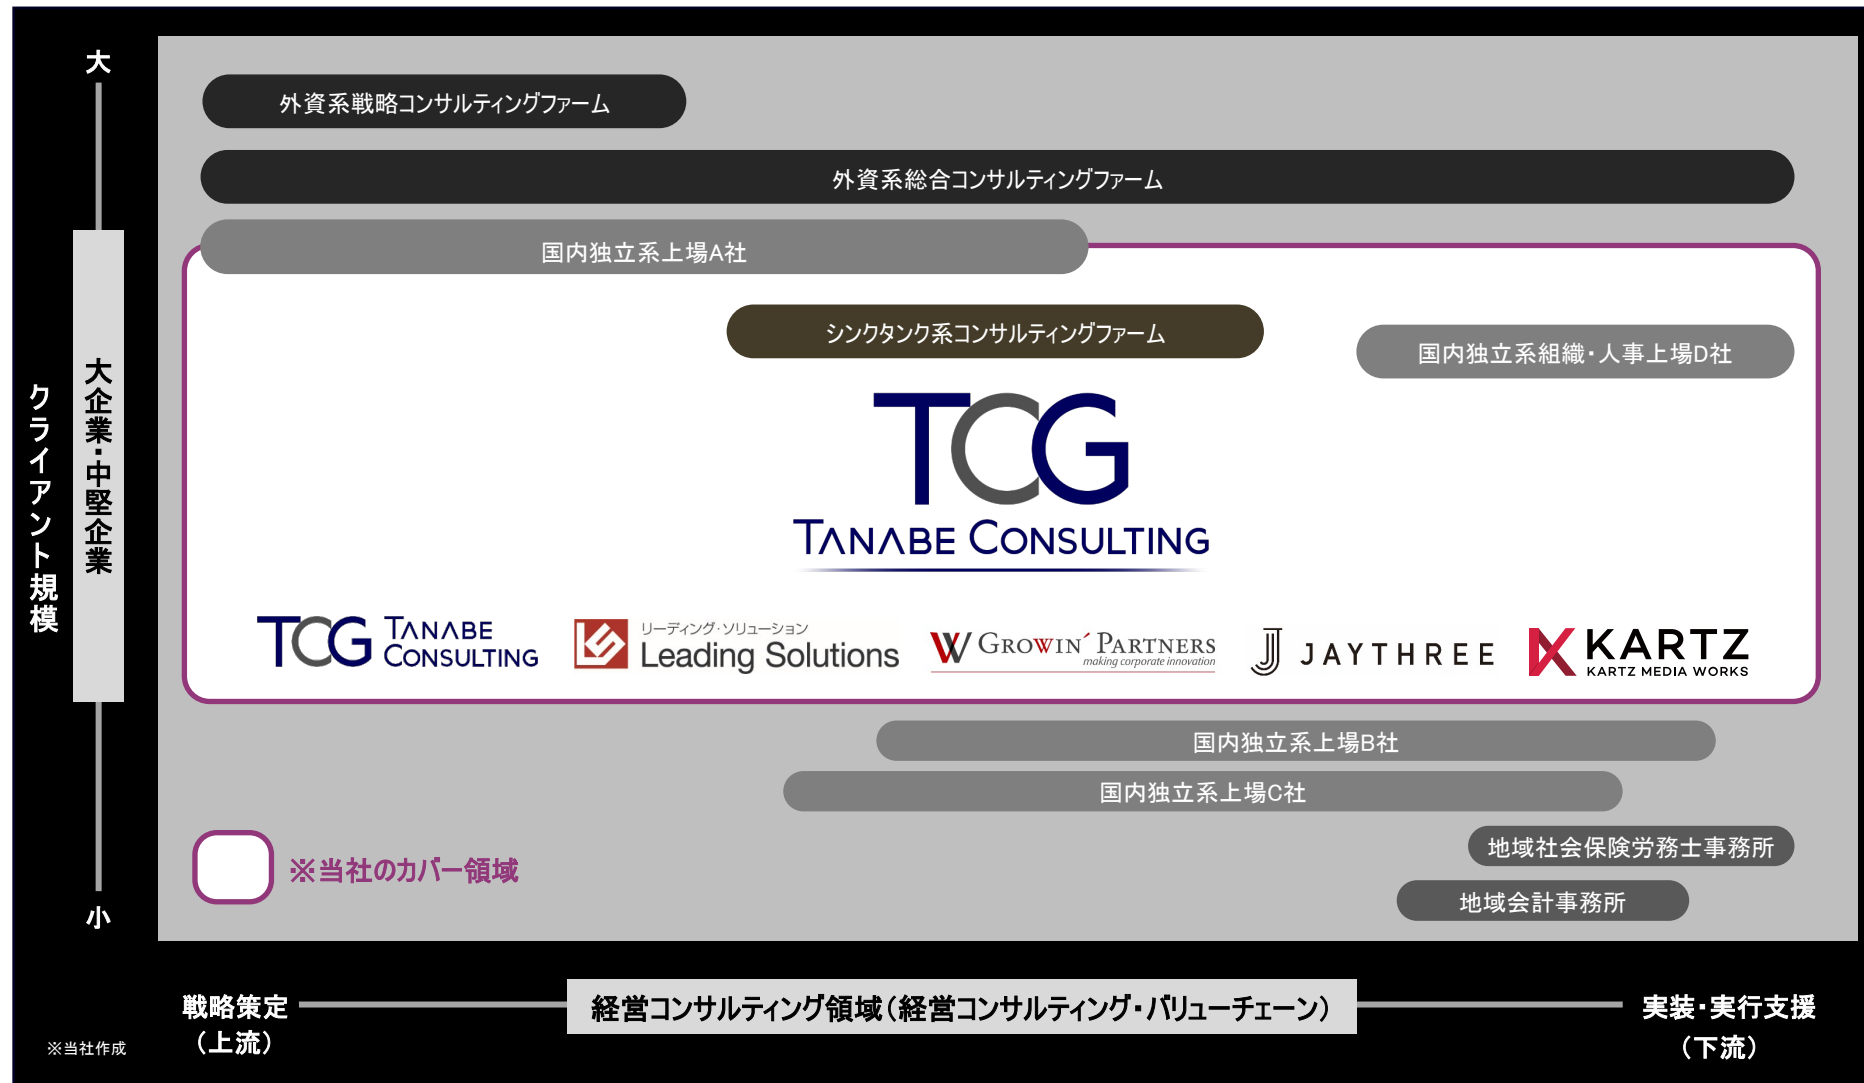 大
外資系戦略コンサルティングファーム
外資系総合コンサルティングファーム
国内独立系上場A社
シンクタンク系コンサルティングファーム
国内独立系組織・人事上場D社
クライアント規模
大企業・中堅企業
TCG
TANABE CONSULTING
TCG TANABE CONSULTING
リーディング・ソリューション
Leading Solutions
GROWIN' PARTNERS
making corporate innovation
JAYTHREE
KARTZ
KARTZ MEDIA WORKS
国内独立系上場B社
国内独立系上場C社
地域社会保険労務士事務所
※当社のカバー領域
地域会計事務所
小
戦略策定
（上流）
経営コンサルティング領域（経営コンサルティング・バリューチェーン）
実装・実行支援
（下流）
※当社作成